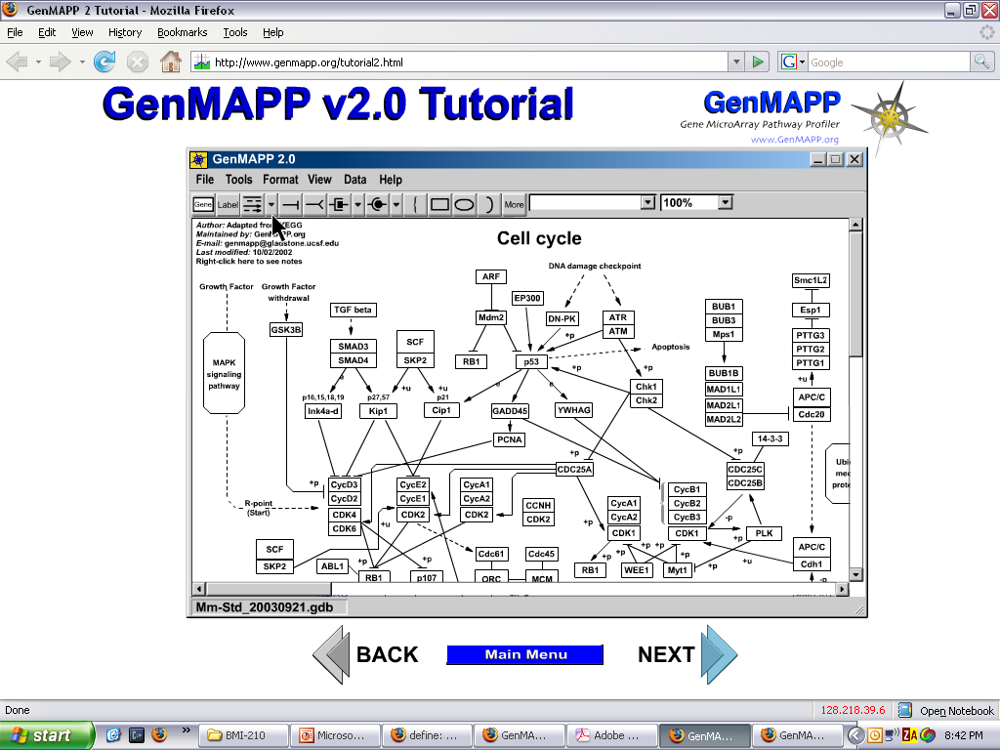 GenMAPP 2 Tutorial - Mozilla Firefox
File Edit View History Bookmarks Tools Help
http://www.genmapp.org/tutorial2.html
Google
GenMAPP v2.0 Tutorial
GenMAPP
Gene MicroArray Pathway Profiler
www.GenMAPP.org
GenMAPP 2.0
File Tools Format View Data Help
Gene Label More 100%
Author: Adapted from KEGG
Maintained by: GenMAPP.org
E-mail: genmapp@gladstone.ucsf.edu
Last modified: 10/02/2002
Right-click here to see notes
Cell cycle
DNA damage checkpoint
Growth Factor
Growth Factor
withdrawal
GSK3B
MAPK
signaling
pathway
TGF beta
SMAD3
SMAD4
SCF
SKP2
ARF
Mdm2
EP300
DN-PK
ATR
ATM
RB1
p53
Apoptosis
BUB1
BUB3
Mps1
Smc1L2
Esp1
PTTG3
PTTG2
PTTG1
BUB1B
MAD1L1
MAD2L1
MAD2L2
Chk1
Chk2
+p
+p
+p
e
+u
+u
e
e
+u
p16,15,18,19
Ink4a-d
p27,57
Kip1
p21
Cip1
GADD45
YWHAG
PCNA
APC/C
Cdc20
14-3-3
+p
+p
CDC25A
CDC25C
CDC25B
+p
CycD3
CycD2
CDK4
CDK6
CycE2
CycE1
CDK2
CycA1
CycA2
CDK2
CCNH
CDK2
CycA1
CycA2
CDK1
CycB1
CycB2
CycB3
CDK1
R-point
(Start)
+u
+p
-p
+p
PLK
SCF
SKP2
ABL1
+p
RB1
+p
p107
Cdc61
ORC
Cdc45
MCM
RB1
+p
+p
WEE1
+p
+p
Myt1
+p
+u
APC/C
Cdh1
-p
Mm-Std_20030921.gdb
BACK
Main Menu
NEXT
Done
128.218.39.6
Open Notebook
start
BMI-210
Microso...
define: ...
GenMA...
Adobe ...
GenMA...
GenMA...
8:42 PM